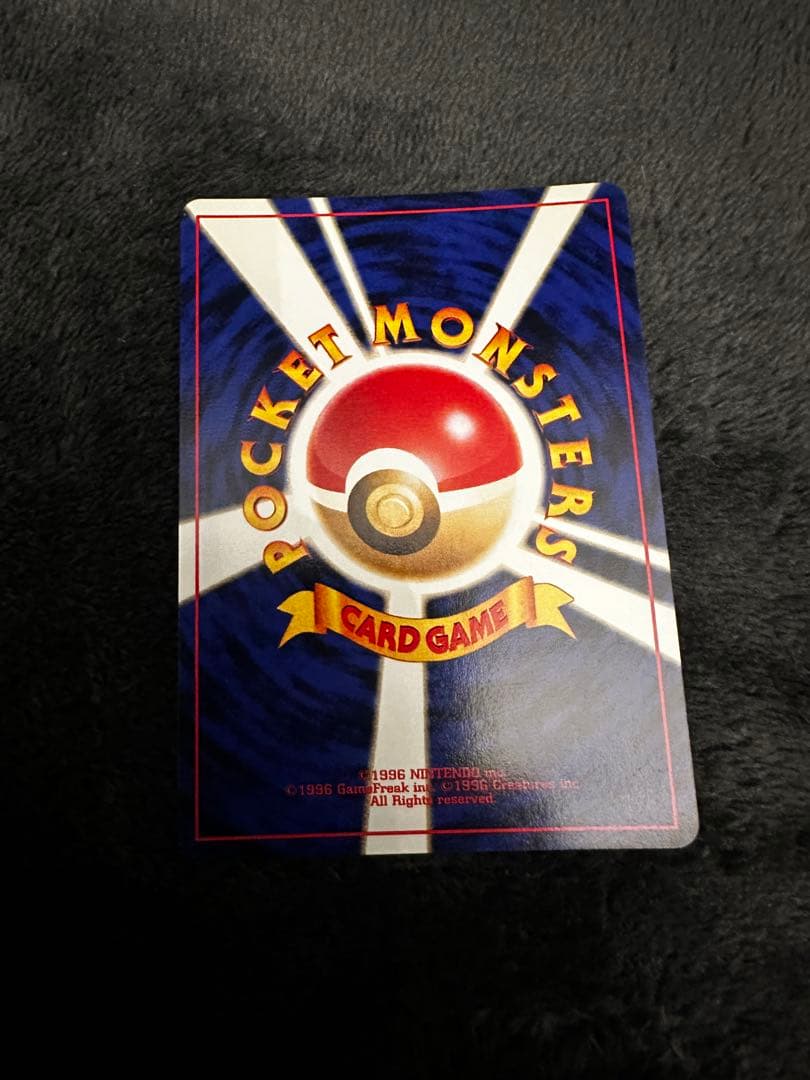 POCKET MONSTERS
CARD GAME
©1996 NINTENDO inc.
©1996 GameFreak inc. ©1996 Creatures inc.
All Rights reserved.